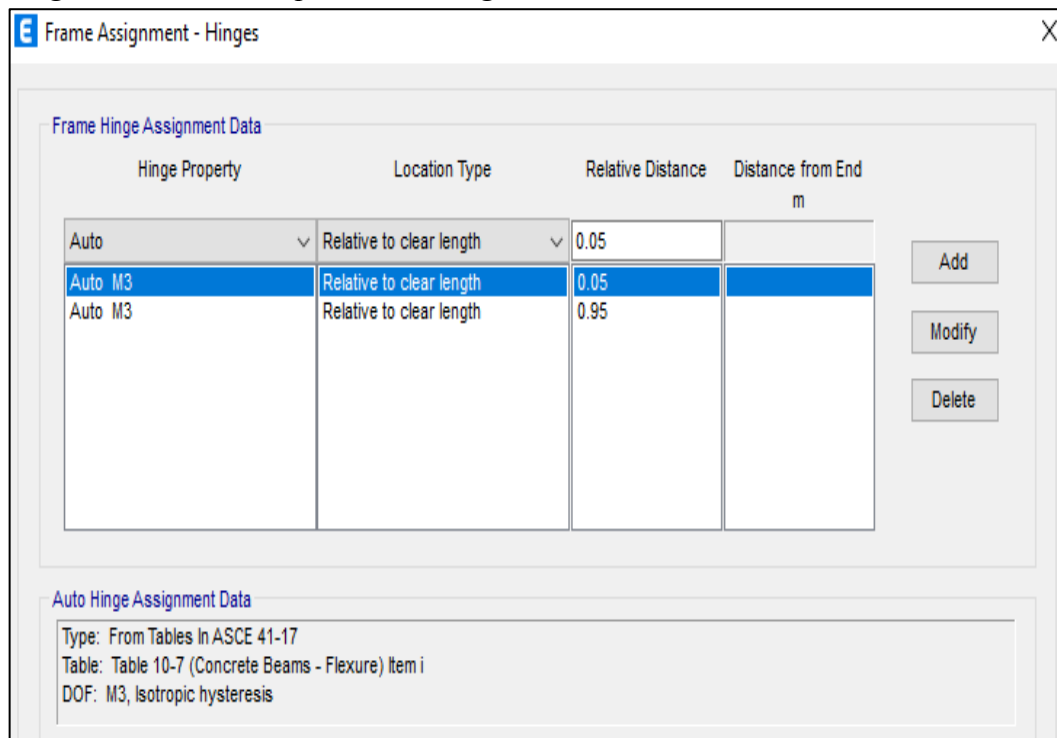 E Frame Assignment - Hinges X
Frame Hinge Assignment Data
Hinge Property Location Type Relative Distance Distance from End
m
Auto Relative to clear length 0.05
Add
Auto M3 Relative to clear length 0.05
Auto M3 Relative to clear length 0.95
Modify
Delete
Auto Hinge Assignment Data
Type: From Tables In ASCE 41-17
Table: Table 10-7 (Concrete Beams - Flexure) Item i
DOF: M3, Isotropic hysteresis